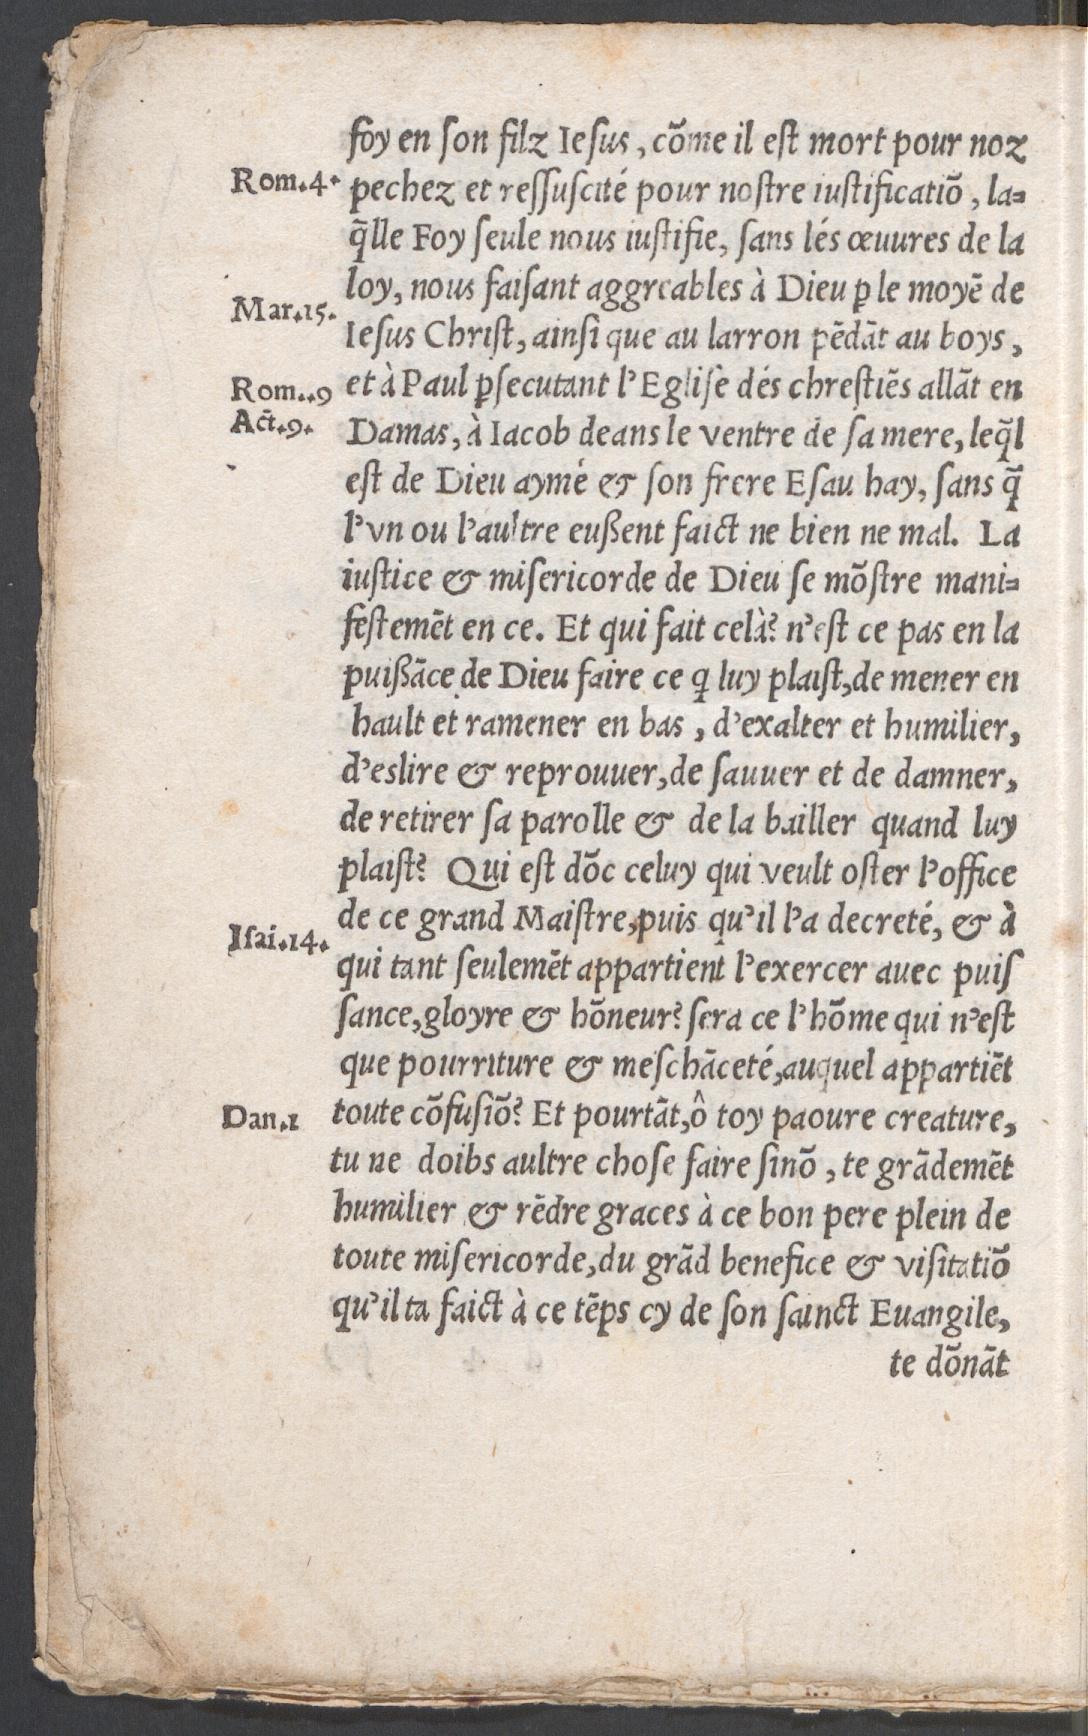 foy en ſon filz Ieſus, cõme il eſt mort pour noz
Rom.4.
pechez et reſſuſcité pour noſtre iuſtificatiõ, la=
q̃lle Foy ſeule nous iuſtifie, ſans lés œuures de la
loy, nous faiſant aggreables à Dieu ꝑ le moyẽ de
Mar.15.
Ieſus Chriſt, ainſi que au larron pẽdãt au boys,
Rom..9
et à Paul ꝑſecutant l'Egliſe dés chreſtiẽs allãt en
Act.9.
Damas, à Iacob deans le ventre de ſa mere, leq̃l
eſt de Dieu aymé & ſon frere Eſau hay, ſans q̃
l'vn ou l'aultre eußent faict ne bien ne mal. La
iuſtice & miſericorde de Dieu ſe mõſtre mani=
feſtemẽt en ce. Et qui fait celà? n'eſt ce pas en la
puißãce de Dieu faire ce ꝗ luy plaiſt, de mener en
hault et ramener en bas, d'exalter et humilier,
d'eslire & reprouuer, de ſauuer et de damner,
de retirer ſa parolle & de la bailler quand luy
plaiſt? Qui eſt dõc celuy qui veult oſter l'office
de ce grand Maiſtre, puis qu'il l'a decreté, & à
Iſai.14.
qui tant ſeulemẽt appartient l'exercer auec puiſ
ſance, gloyre & hõneur? ſera ce l'hõme qui n'eſt
que pourriture & meſchãceté, auquel appartiẽt
Dan.1
toute cõfuſiõ? Et pourtãt, ô toy paoure creature,
tu ne doibs aultre choſe faire ſinõ, te grãdemẽt
humilier & rẽdre graces à ce bon pere plein de
toute miſericorde, du grãd benefice & viſitatiõ
qu'il ta faict à ce tẽps cy de ſon ſainct Euangile,
te dõnãt